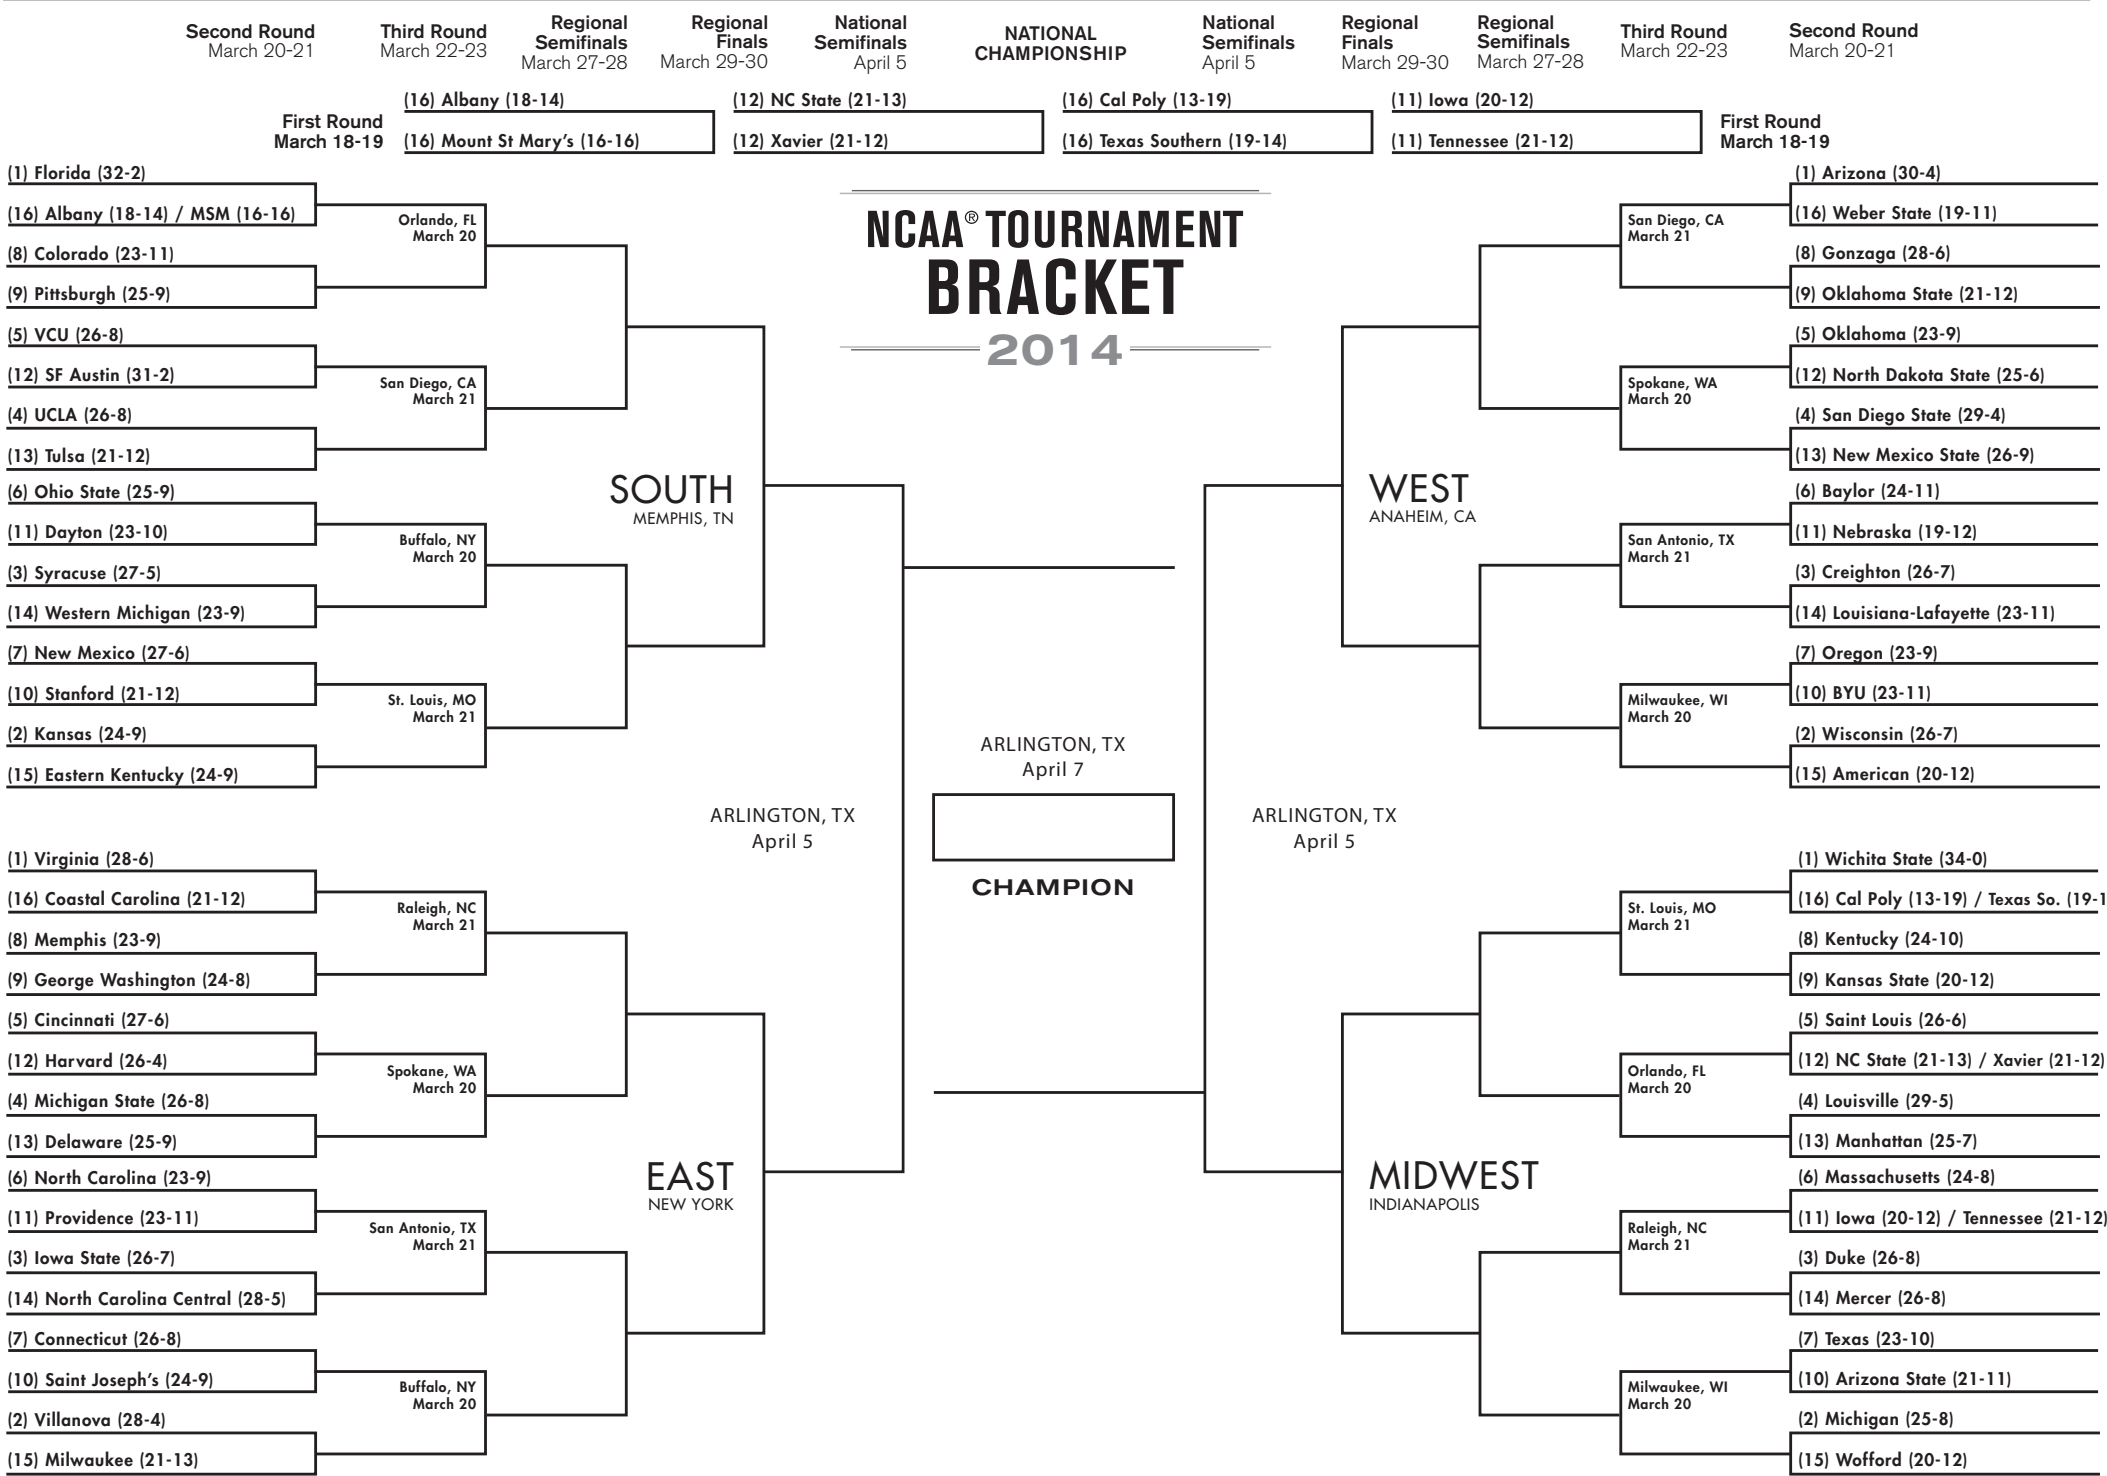 Second Round
March 20-21
Third Round
March 22-23
Regional
Semifinals
March 27-28
Regional
Finals
March 29-30
National
Semifinals
April 5
NATIONAL
CHAMPIONSHIP
National
Semifinals
April 5
Regional
Finals
March 29-30
Regional
Semifinals
March 27-28
Third Round
March 22-23
Second Round
March 20-21
First Round
March 18-19
(16) Albany (18-14)
(16) Mount St Mary's (16-16)
(12) NC State (21-13)
(12) Xavier (21-12)
(16) Cal Poly (13-19)
(16) Texas Southern (19-14)
(11) Iowa (20-12)
(11) Tennessee (21-12)
First Round
March 18-19
NCAA® TOURNAMENT
BRACKET
2014
(1) Florida (32-2)
(16) Albany (18-14) / MSM (16-16)
(8) Colorado (23-11)
(9) Pittsburgh (25-9)
(5) VCU (26-8)
(12) SF Austin (31-2)
(4) UCLA (26-8)
(13) Tulsa (21-12)
(6) Ohio State (25-9)
(11) Dayton (23-10)
(3) Syracuse (27-5)
(14) Western Michigan (23-9)
(7) New Mexico (27-6)
(10) Stanford (21-12)
(2) Kansas (24-9)
(15) Eastern Kentucky (24-9)
Orlando, FL
March 20
San Diego, CA
March 21
Buffalo, NY
March 20
St. Louis, MO
March 21
SOUTH
MEMPHIS, TN
(1) Virginia (28-6)
(16) Coastal Carolina (21-12)
(8) Memphis (23-9)
(9) George Washington (24-8)
(5) Cincinnati (27-6)
(12) Harvard (26-4)
(4) Michigan State (26-8)
(13) Delaware (25-9)
(6) North Carolina (23-9)
(11) Providence (23-11)
(3) Iowa State (26-7)
(14) North Carolina Central (28-5)
(7) Connecticut (26-8)
(10) Saint Joseph's (24-9)
(2) Villanova (28-4)
(15) Milwaukee (21-13)
Raleigh, NC
March 21
Spokane, WA
March 20
San Antonio, TX
March 21
Buffalo, NY
March 20
EAST
NEW YORK
ARLINGTON, TX
April 5
ARLINGTON, TX
April 7
CHAMPION
ARLINGTON, TX
April 5
WEST
ANAHEIM, CA
San Diego, CA
March 21
Spokane, WA
March 20
San Antonio, TX
March 21
Milwaukee, WI
March 20
(1) Arizona (30-4)
(16) Weber State (19-11)
(8) Gonzaga (28-6)
(9) Oklahoma State (21-12)
(5) Oklahoma (23-9)
(12) North Dakota State (25-6)
(4) San Diego State (29-4)
(13) New Mexico State (26-9)
(6) Baylor (24-11)
(11) Nebraska (19-12)
(3) Creighton (26-7)
(14) Louisiana-Lafayette (23-11)
(7) Oregon (23-9)
(10) BYU (23-11)
(2) Wisconsin (26-7)
(15) American (20-12)
MIDWEST
INDIANAPOLIS
St. Louis, MO
March 21
Orlando, FL
March 20
Raleigh, NC
March 21
Milwaukee, WI
March 20
(1) Wichita State (34-0)
(16) Cal Poly (13-19) / Texas So. (19-1
(8) Kentucky (24-10)
(9) Kansas State (20-12)
(5) Saint Louis (26-6)
(12) NC State (21-13) / Xavier (21-12)
(4) Louisville (29-5)
(13) Manhattan (25-7)
(6) Massachusetts (24-8)
(11) Iowa (20-12) / Tennessee (21-12)
(3) Duke (26-8)
(14) Mercer (26-8)
(7) Texas (23-10)
(10) Arizona State (21-11)
(2) Michigan (25-8)
(15) Wofford (20-12)